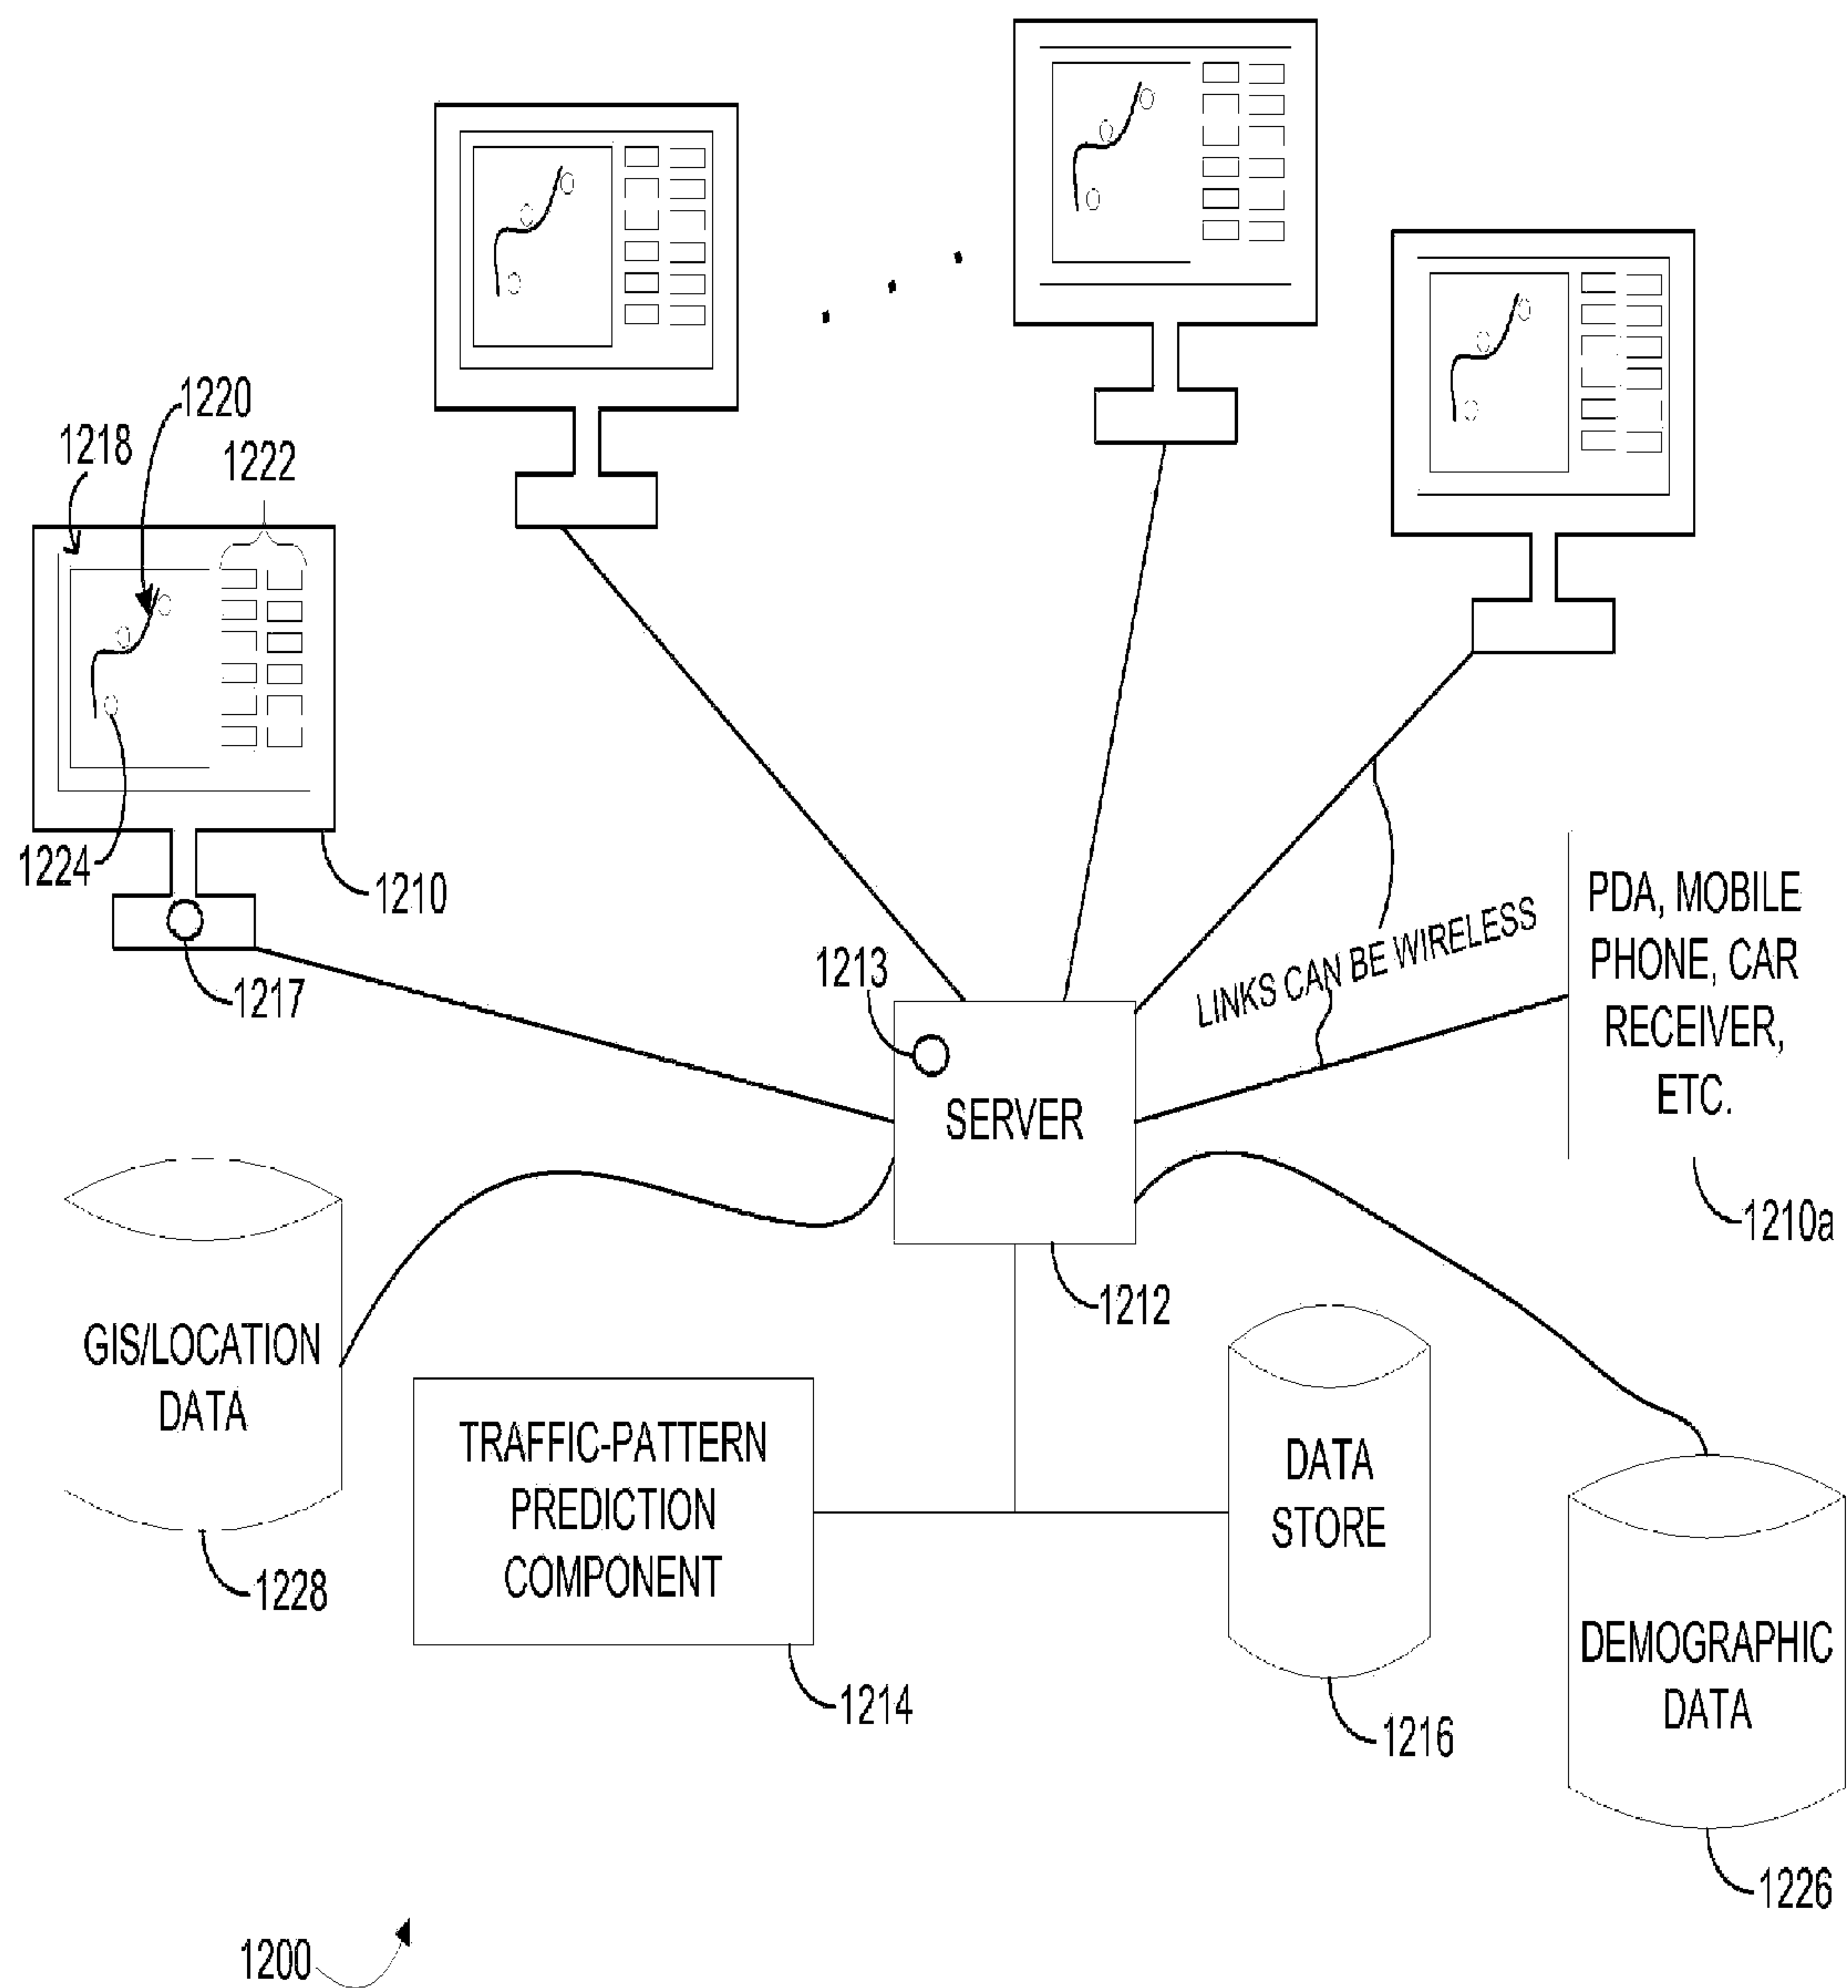 1220
1218
1222
1224
1210
1217
1213
LINKS CAN BE WIRELESS
PDA, MOBILE
PHONE, CAR
RECEIVER,
ETC.
SERVER
1210a
1212
GIS/LOCATION
DATA
TRAFFIC-PATTERN
PREDICTION
COMPONENT
DATA
STORE
1228
DEMOGRAPHIC
DATA
1214
1216
1226
1200